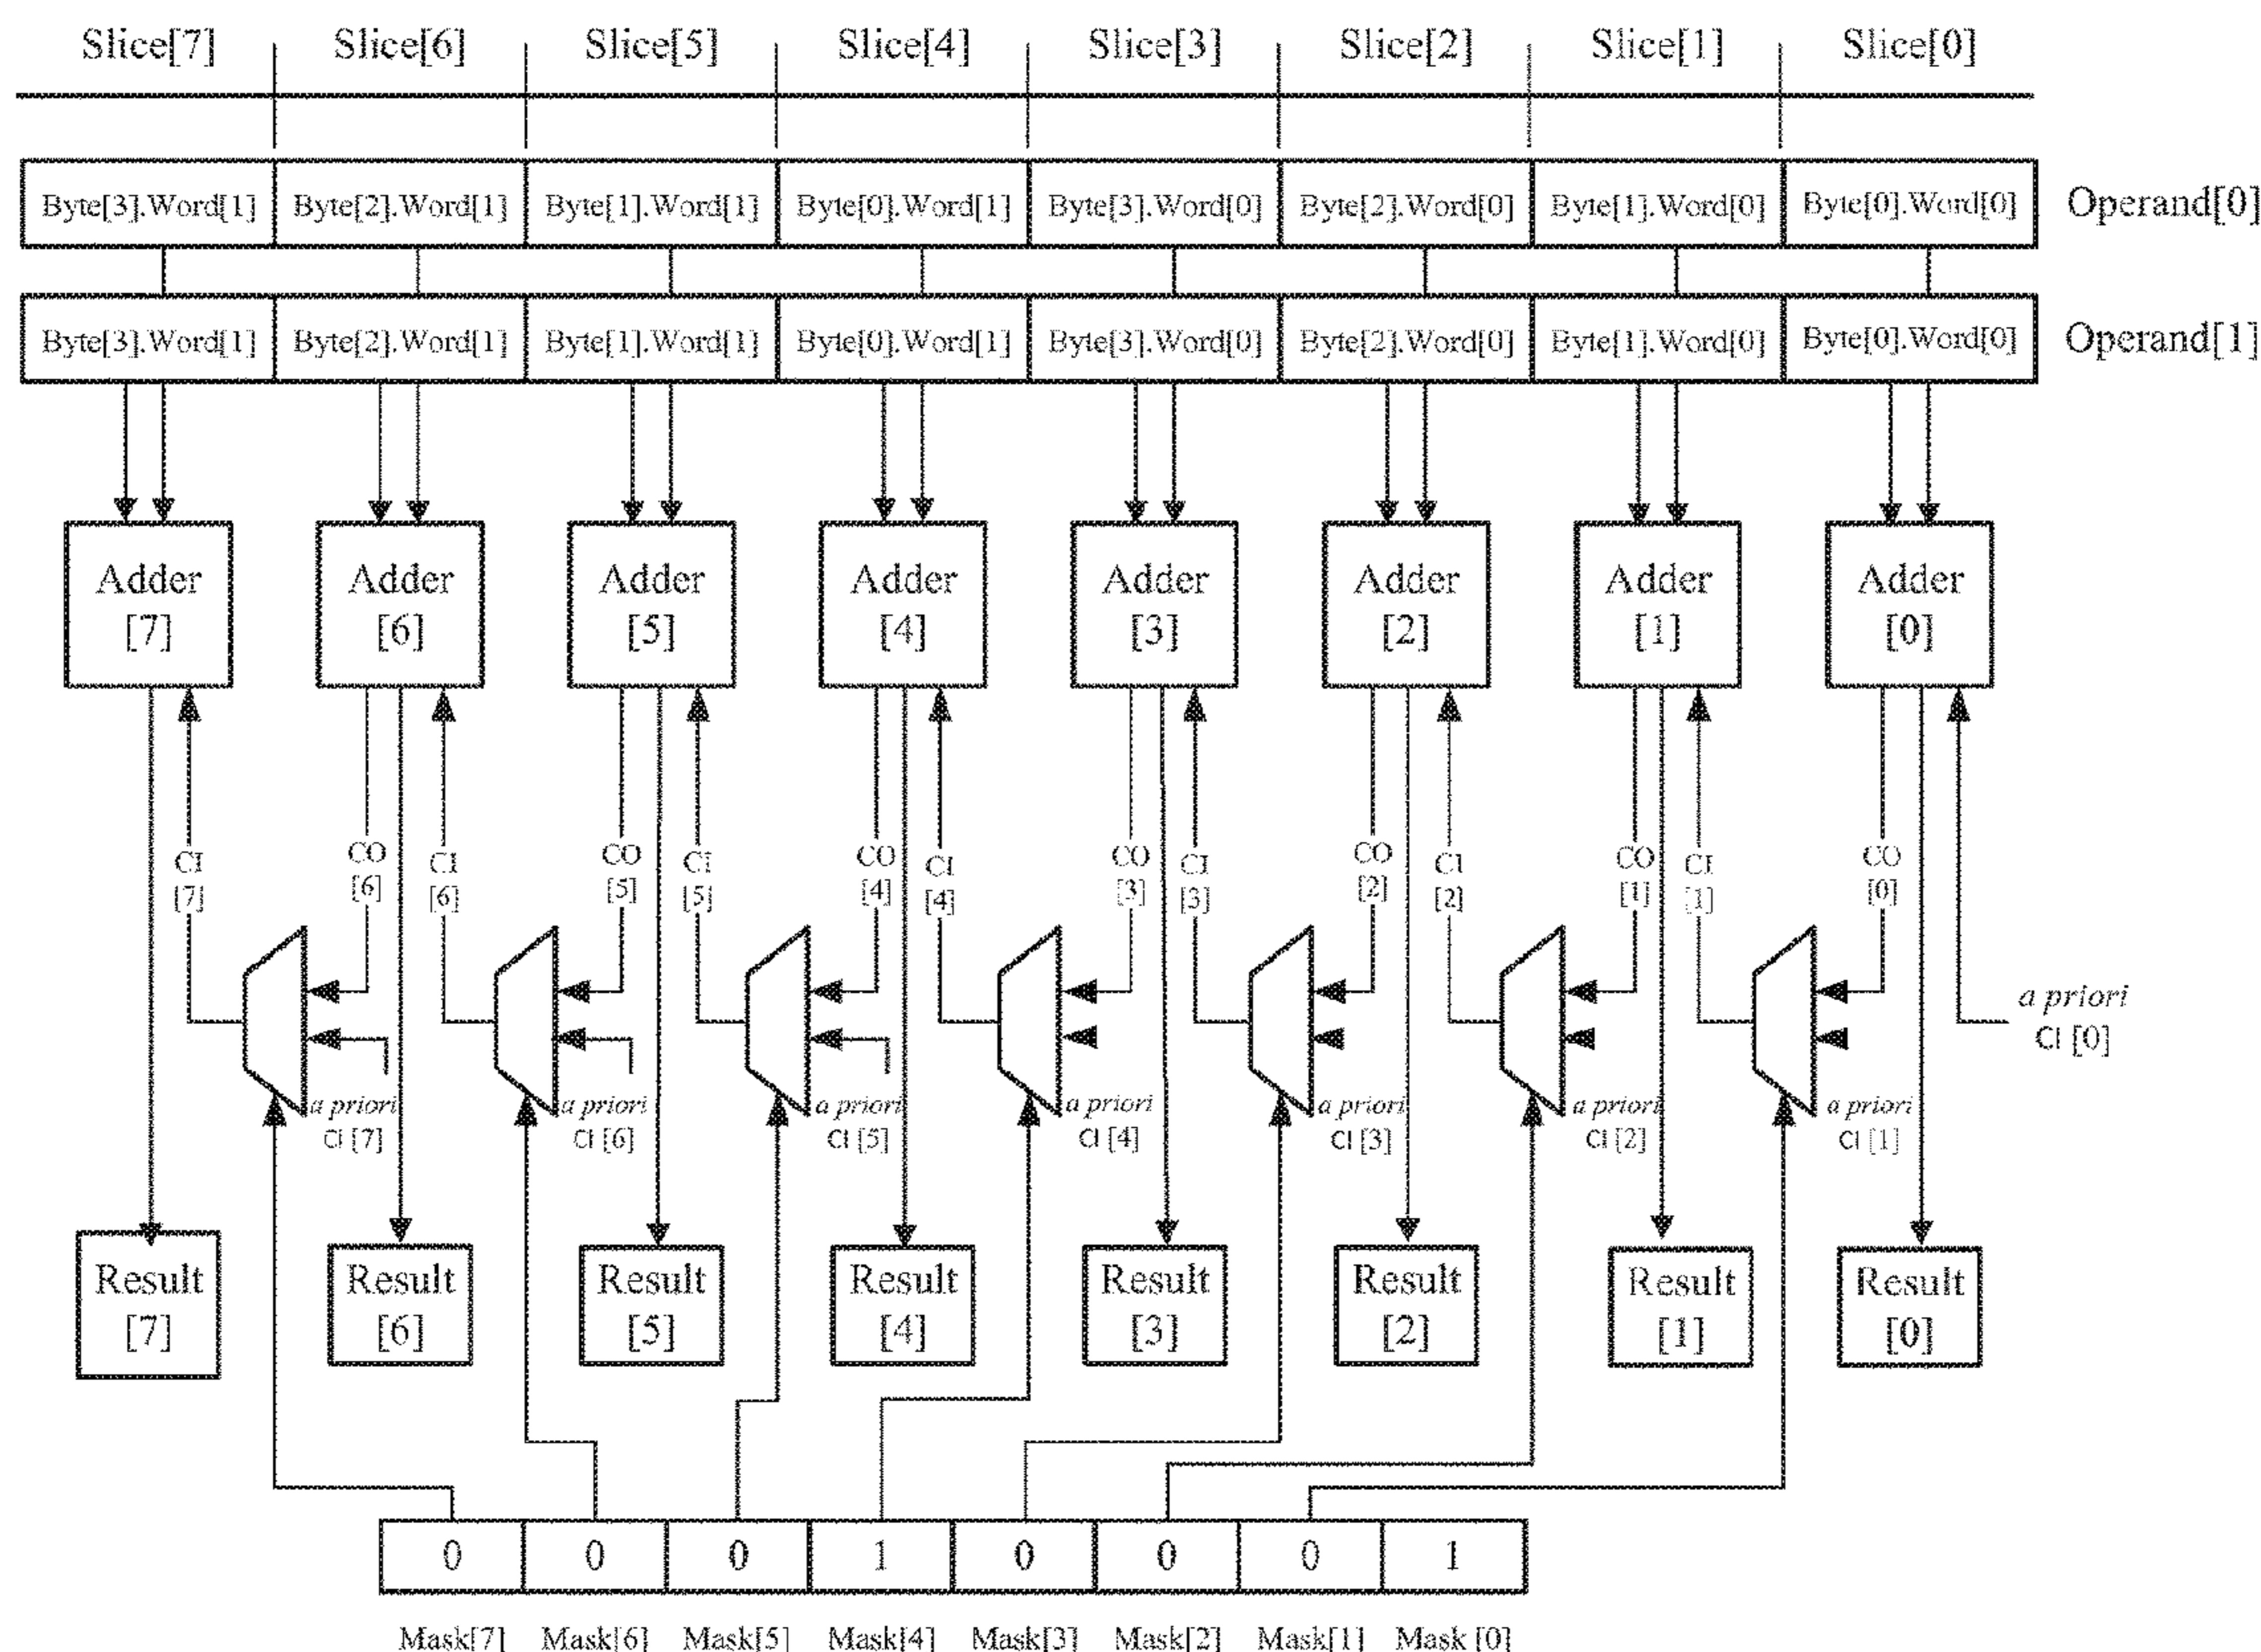 Slice[7] Slice[6] Slice[5] Slice[4] Slice[3] Slice[2] Slice[1] Slice[0]
Byte[3].Word[1] Byte[2].Word[1] Byte[1].Word[1] Byte[0].Word[1] Byte[3].Word[0] Byte[2].Word[0] Byte[1].Word[0] Byte[0].Word[0] Operand[0]
Byte[3].Word[1] Byte[2].Word[1] Byte[1].Word[1] Byte[0].Word[1] Byte[3].Word[0] Byte[2].Word[0] Byte[1].Word[0] Byte[0].Word[0] Operand[1]
Adder Adder Adder Adder Adder Adder Adder Adder
[7] [6] [5] [4] [3] [2] [1] [0]
CI CO CI CO CI CO CI CO CI CO CI CO CI CO
[7] [6] [6] [5] [5] [4] [4] [3] [3] [2] [2] [1] [1] [0]
a priori
CI [0]
a priori a priori a priori a priori a priori a priori a priori
CI [7] CI [6] CI [5] CI [4] CI [3] CI [2] CI [1]
Result Result Result Result Result Result Result Result
[7] [6] [5] [4] [3] [2] [1] [0]
0 0 0 1 0 0 0 1
Mask[7] Mask[6] Mask[5] Mask[4] Mask[3] Mask[2] Mask[1] Mask [0]